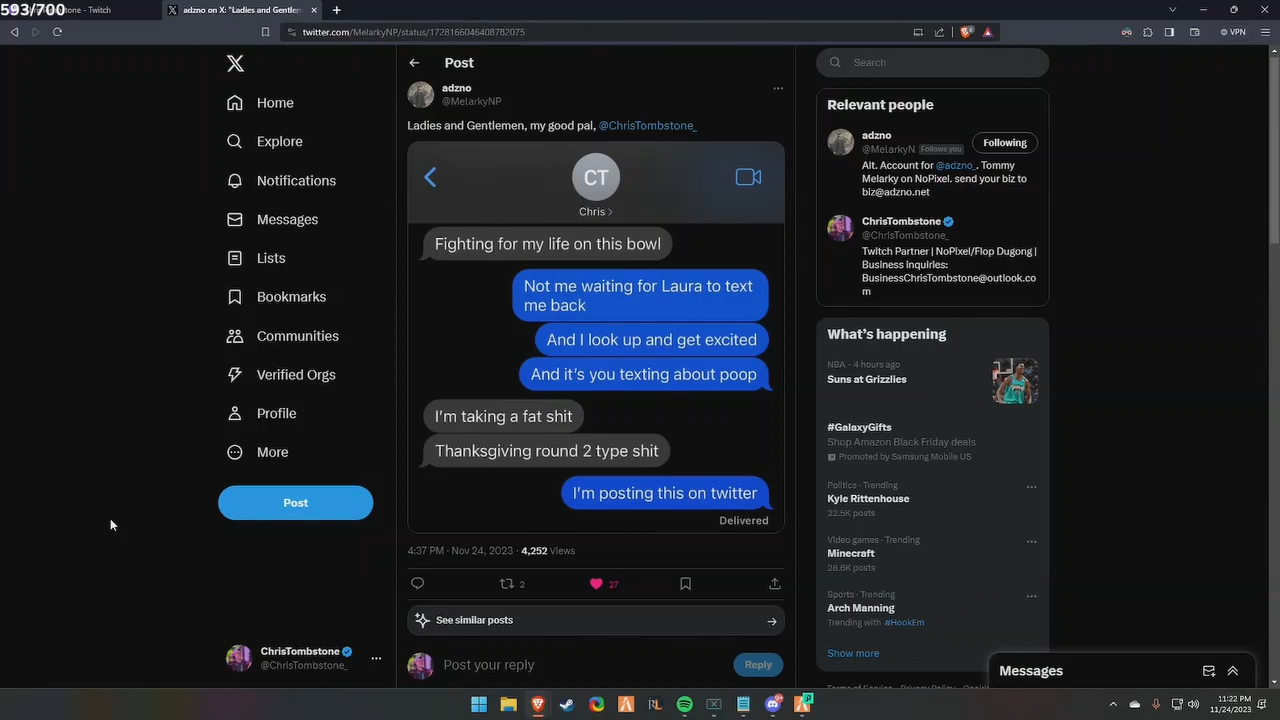 593/700
- Twitch
adzno on X: "Ladies and Gentlem
twitter.com/MelarkyNP/status/1728166046408782075
VPN
Home
Explore
Notifications
Messages
Lists
Bookmarks
Communities
Verified Orgs
Profile
More
Post
ChrisTombstone
@ChrisTombstone_
Post
adzno
@MelarkyNP
Ladies and Gentlemen, my good pal, @ChrisTombstone_
CT
Chris
Fighting for my life on this bowl
Not me waiting for Laura to text
me back
And I look up and get excited
And it's you texting about poop
I'm taking a fat shit
Thanksgiving round 2 type shit
I'm posting this on twitter
Delivered
4:37 PM · Nov 24, 2023 · 4,252 Views
2
27
See similar posts
Post your reply
Reply
Search
Relevant people
adzno
@MelarkyN Follows you
Following
Alt. Account for @adzno_. Tommy
Melarky on NoPixel. send your biz to
biz@adzno.net
ChrisTombstone
@ChrisTombstone_
Twitch Partner | NoPixel/Flop Dugong |
Business inquiries:
BusinessChrisTombstone@outlook.co
m
What's happening
NBA · 4 hours ago
Suns at Grizzlies
#GalaxyGifts
Shop Amazon Black Friday deals
Promoted by Samsung Mobile US
Politics · Trending
Kyle Rittenhouse
22.5K posts
Video games · Trending
Minecraft
28.6K posts
Sports · Trending
Arch Manning
Trending with #HookEm
Show more
Messages
11:22 PM
11/24/2023